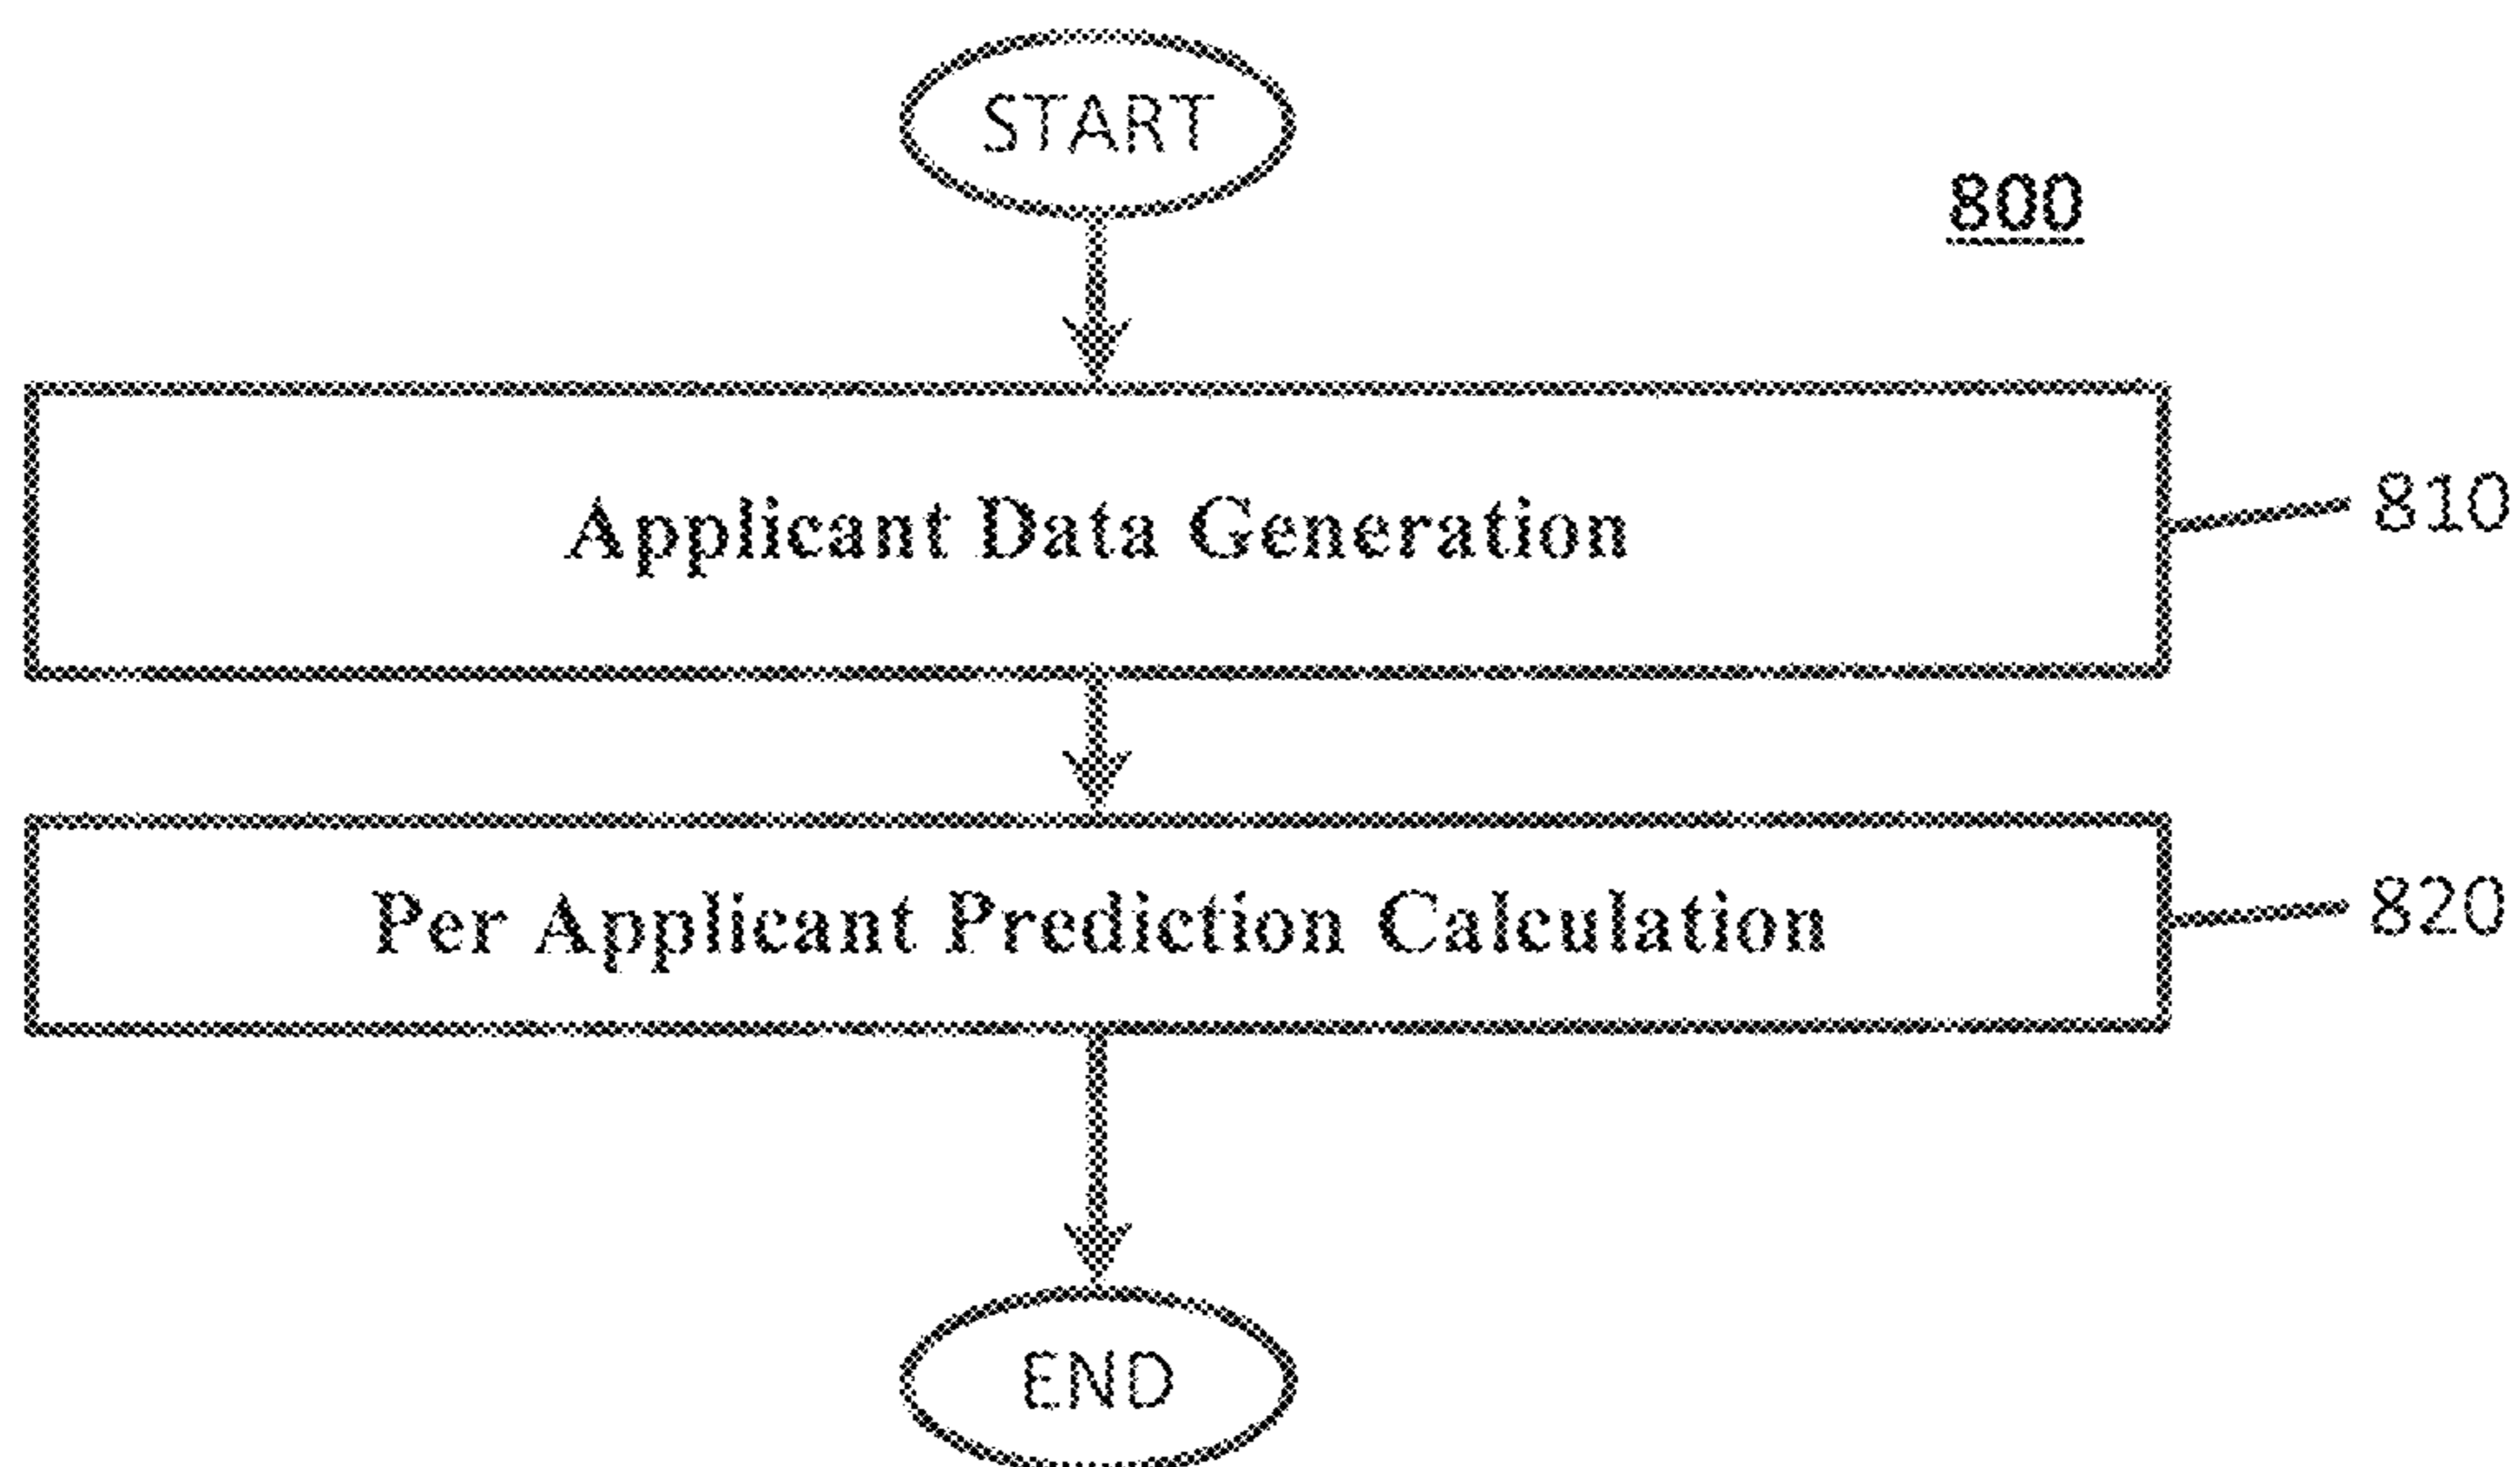 START
800
Applicant Data Generation
810
Per Applicant Prediction Calculation
820
END